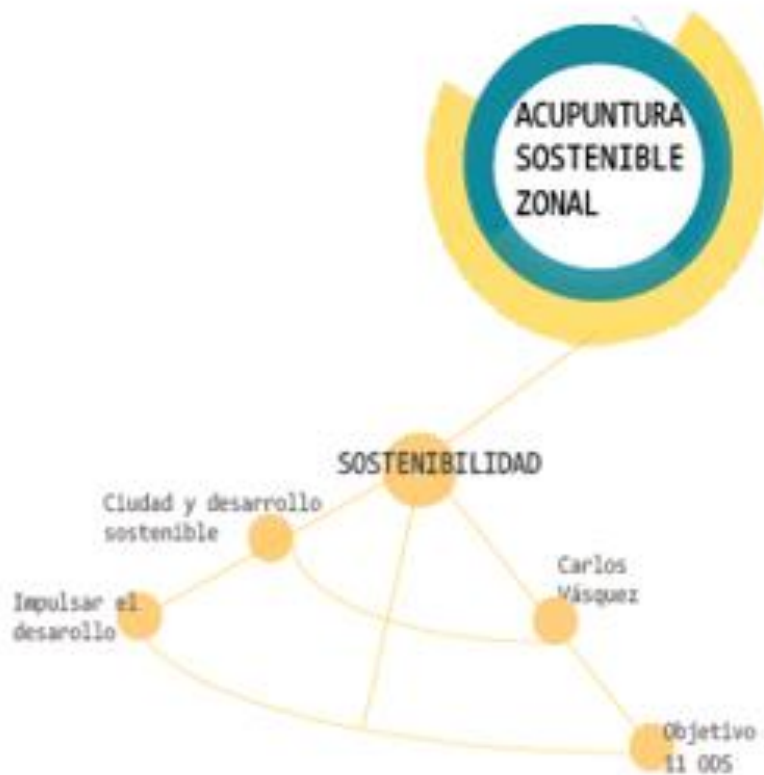 ACUPUNTURA
SOSTENIBLE
ZONAL
SOSTENIBILIDAD
Ciudad y desarrollo
sostenible
Carlos
Vásquez
Impulsar el
desarollo
Objetivo
11 ODS